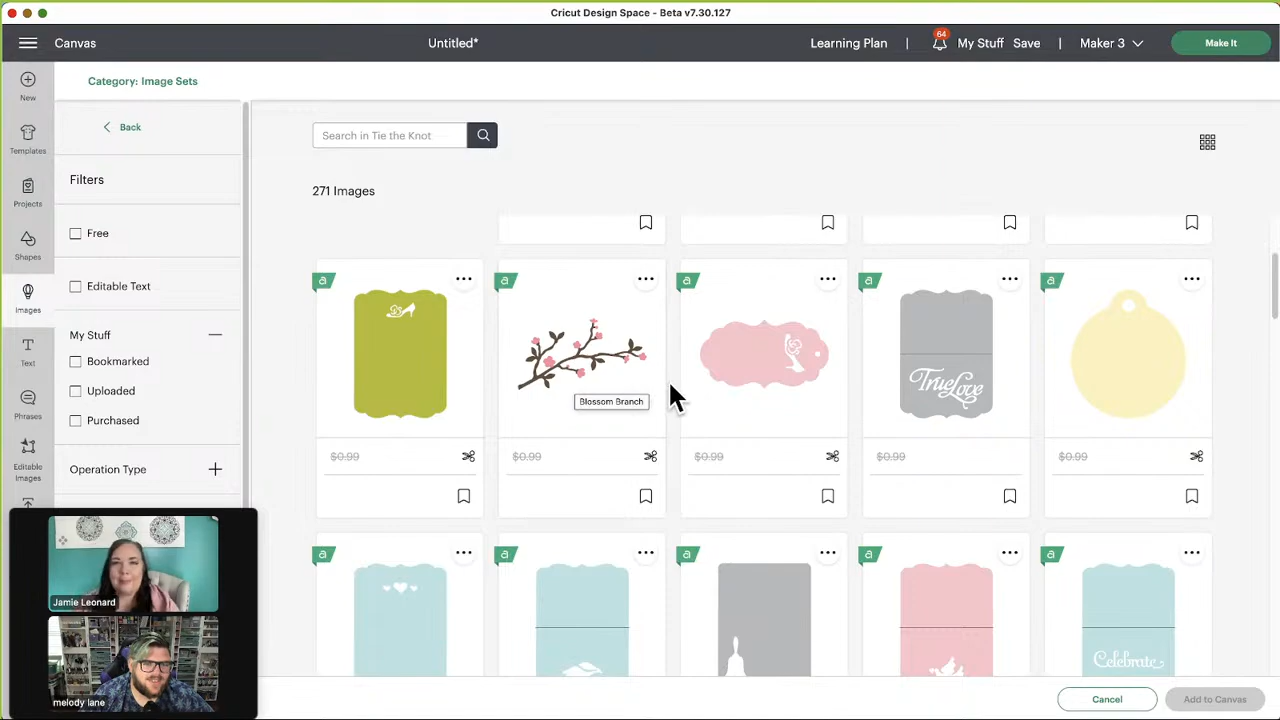 Cricut Design Space - Beta v7.30.127
Canvas
Untitled*
Learning Plan
|
64
My Stuff
Save
|
Maker 3
Make It
New
Templates
Projects
Shapes
Images
Text
Phrases
Editable
Images
Category: Image Sets
Back
Filters
Free
Editable Text
My Stuff
Bookmarked
Uploaded
Purchased
Operation Type
Search in Tie the Knot
271 Images
a
a
a
a
a
True Love
Blossom Branch
$0.99
$0.99
$0.99
$0.99
$0.99
a
a
a
a
a
Celebrate
Jamie Leonard
melody lane
Cancel
Add to Canvas